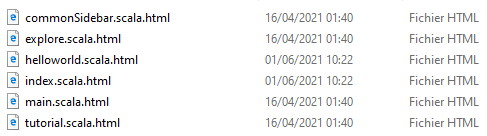 commonSidebar.scala.html 16/04/2021 01:40 Fichier HTML
explore.scala.html 16/04/2021 01:40 Fichier HTML
helloworld.scala.html 01/06/2021 10:22 Fichier HTML
index.scala.html 01/06/2021 10:22 Fichier HTML
main.scala.html 16/04/2021 01:40 Fichier HTML
tutorial.scala.html 16/04/2021 01:40 Fichier HTML